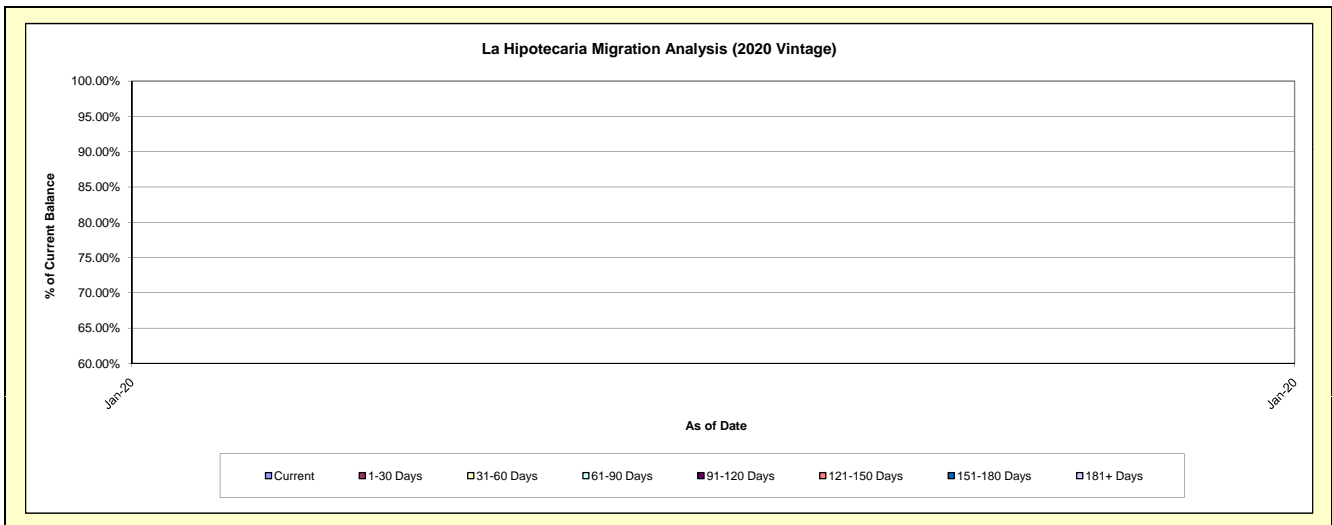 La Hipotecaria Migration Analysis (2020 Vintage)
100.00%
95.00%
90.00%
85.00%
80.00%
75.00%
70.00%
65.00%
60.00%
% of Current Balance
Jan-20
Jan-20
As of Date
Current
1-30 Days
31-60 Days
61-90 Days
91-120 Days
121-150 Days
151-180 Days
181+ Days